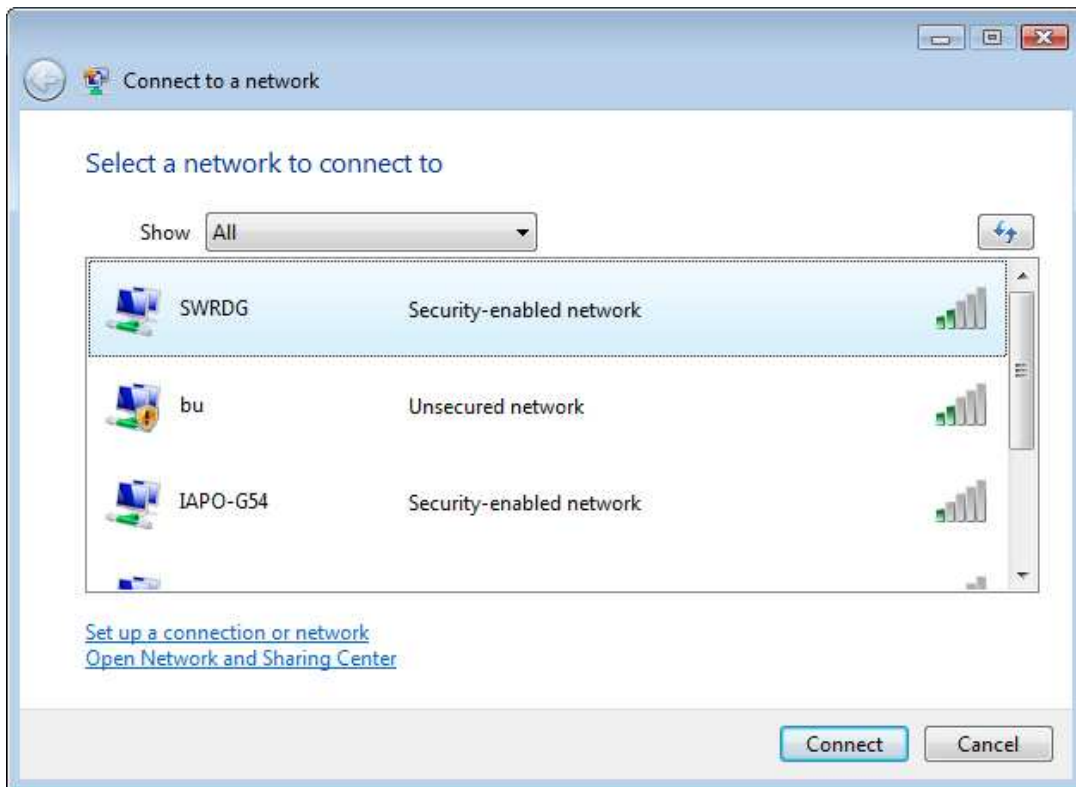 Connect to a network
Select a network to connect to
Show All
SWRDG Security-enabled network
bu Unsecured network
IAPO-G54 Security-enabled network
Set up a connection or network
Open Network and Sharing Center
Connect Cancel